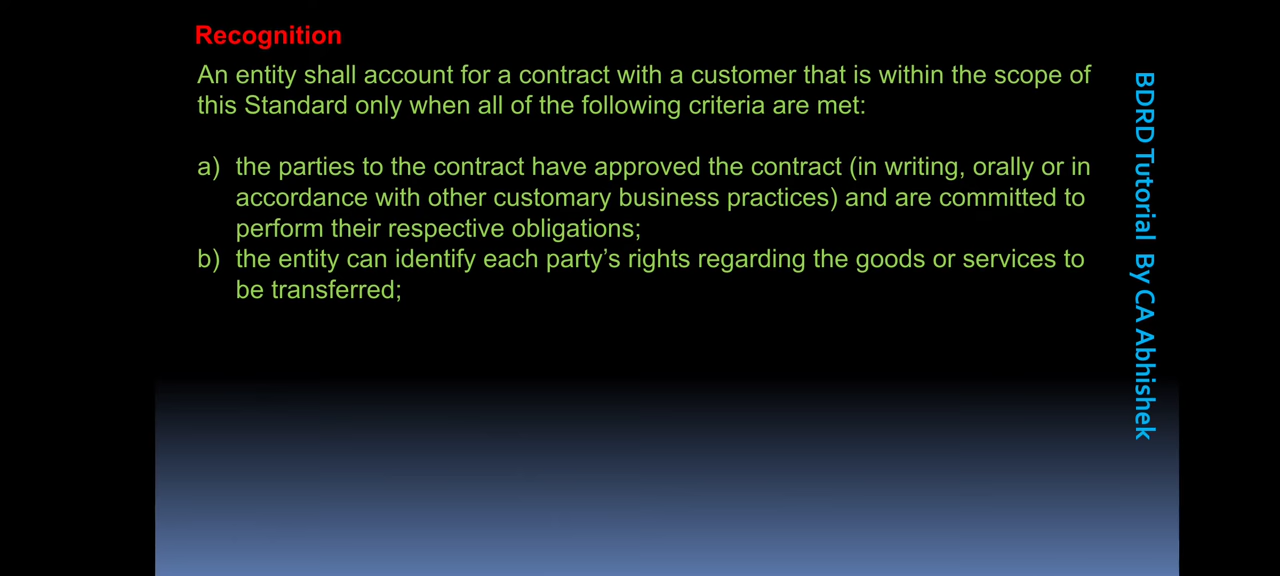 Recognition
An entity shall account for a contract with a customer that is within the scope of
this Standard only when all of the following criteria are met:
a) the parties to the contract have approved the contract (in writing, orally or in
accordance with other customary business practices) and are committed to
perform their respective obligations;
b) the entity can identify each party’s rights regarding the goods or services to
be transferred;
BDRD Tutorial By CA Abhishek